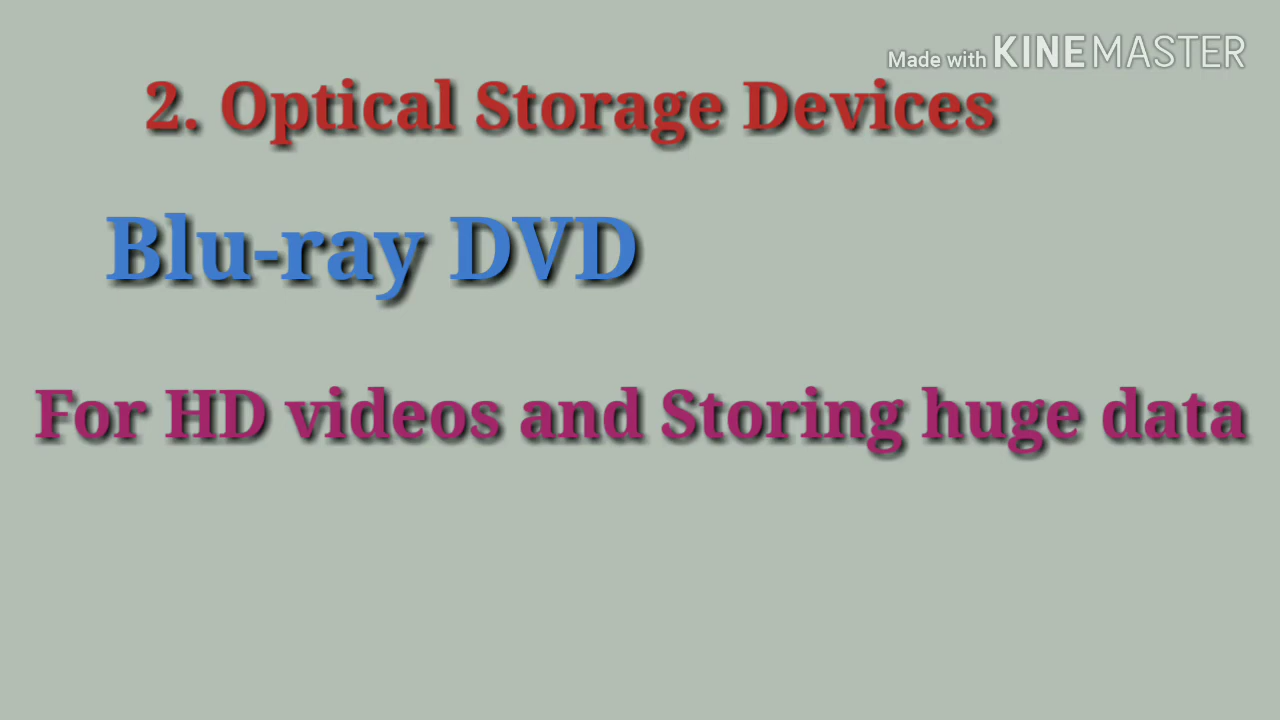 Made with KINEMASTER
2. Optical Storage Devices
Blu-ray DVD
For HD videos and Storing huge data